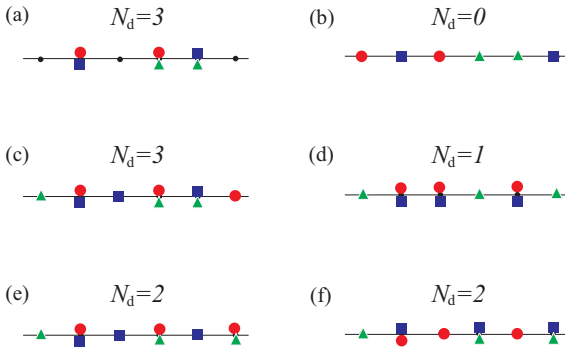 (a) N_d=3
(b) N_d=0
(c) N_d=3
(d) N_d=1
(e) N_d=2
(f) N_d=2